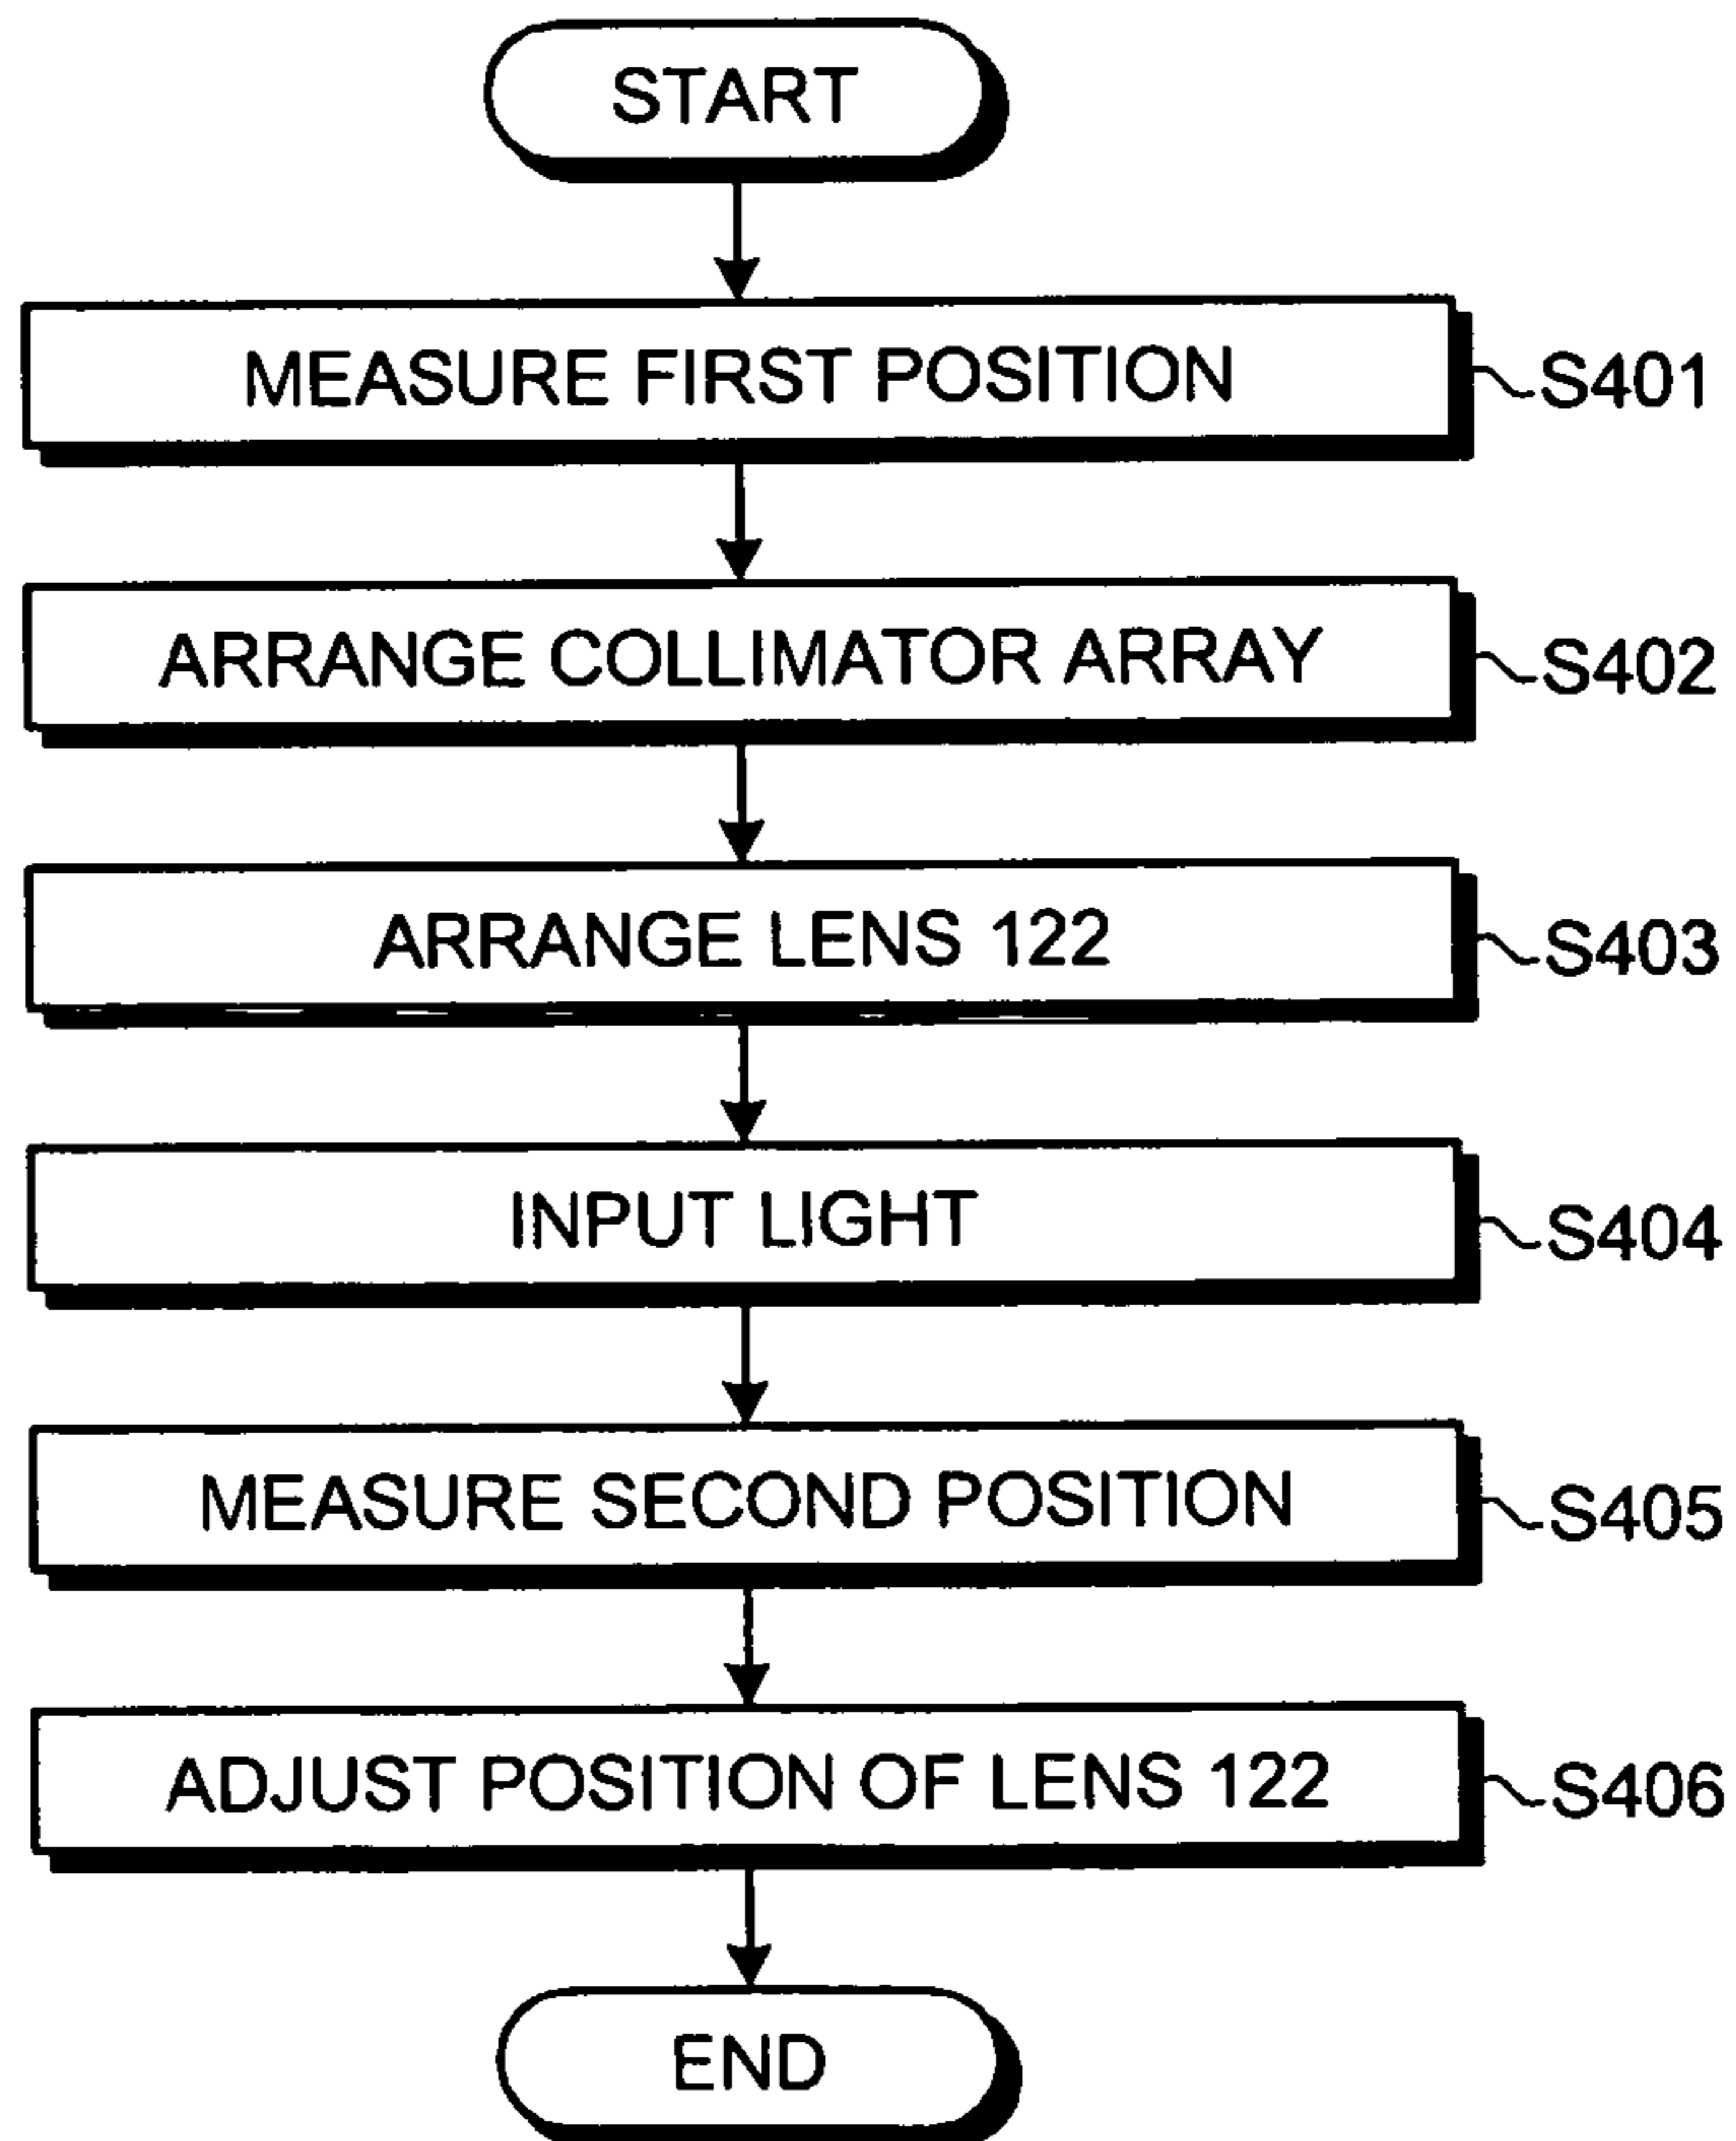 START
MEASURE FIRST POSITION S401
ARRANGE COLLIMATOR ARRAY S402
ARRANGE LENS 122 S403
INPUT LIGHT S404
MEASURE SECOND POSITION S405
ADJUST POSITION OF LENS 122 S406
END